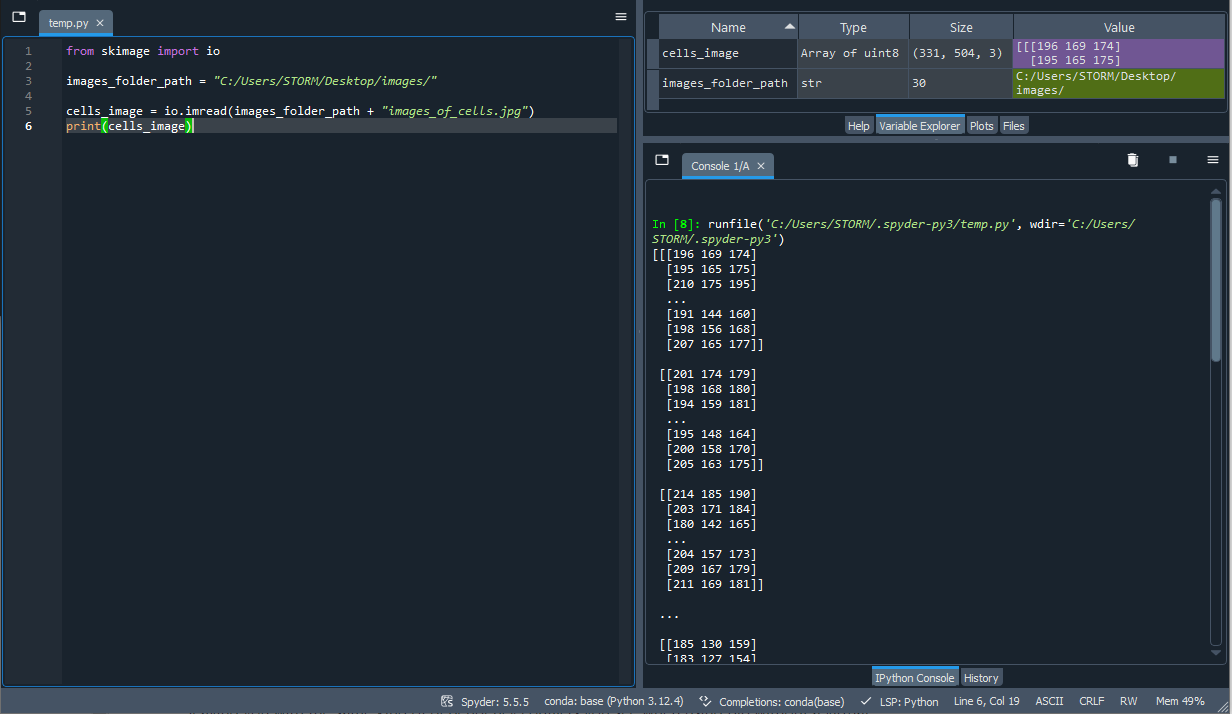 temp.py
1 from skimage import io
2
3 images_folder_path = "C:/Users/STORM/Desktop/images/"
4
5 cells_image = io.imread(images_folder_path + "images_of_cells.jpg")
6 print(cells_image)
Name Type Size Value
cells_image Array of uint8 (331, 504, 3) [[[196 169 174]
[195 165 175]
images_folder_path str 30 C:/Users/STORM/Desktop/
images/
Help Variable Explorer Plots Files
Console 1/A
In [8]: runfile('C:/Users/STORM/.spyder-py3/temp.py', wdir='C:/Users/
STORM/.spyder-py3')
[[[196 169 174]
[195 165 175]
[210 175 195]
...
[191 144 160]
[198 156 168]
[207 165 177]]
[[201 174 179]
[198 168 180]
[194 159 181]
...
[195 148 164]
[200 158 170]
[205 163 175]]
[[214 185 190]
[203 171 184]
[180 142 165]
...
[204 157 173]
[209 167 179]
[211 169 181]]
...
[[185 130 159]
[183 127 154]
IPython Console History
Spyder: 5.5.5 conda: base (Python 3.12.4) Completions: conda(base) LSP: Python Line 6, Col 19 ASCII CRLF RW Mem 49%